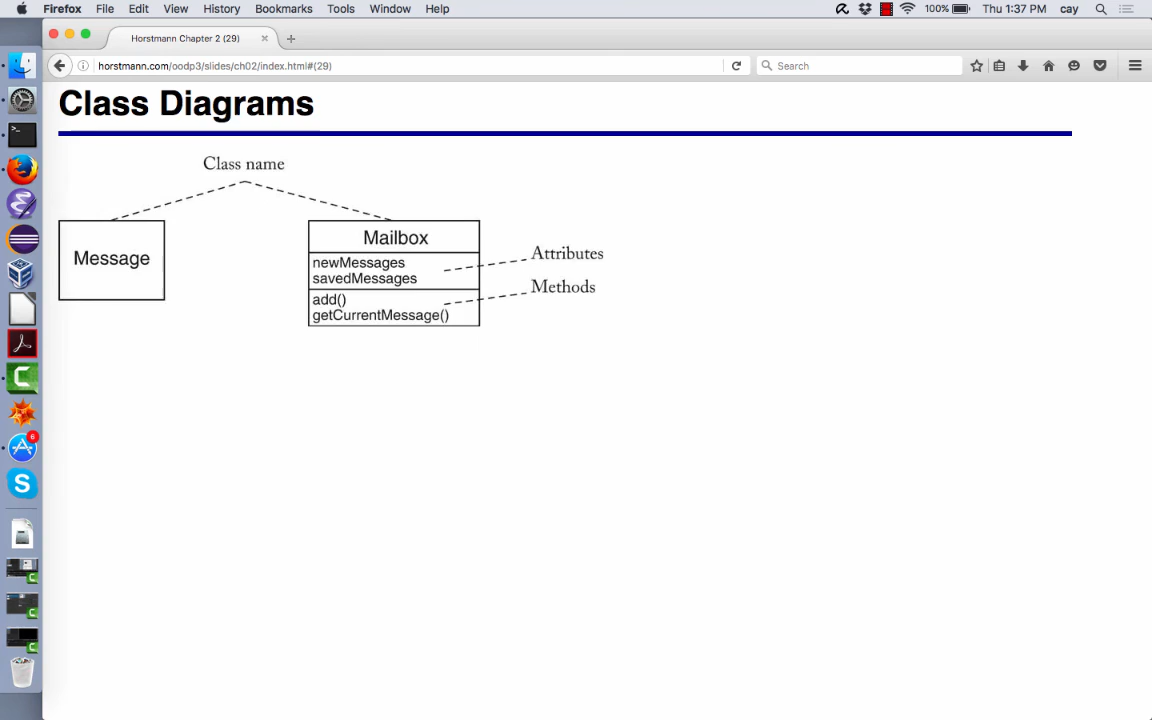 Firefox File Edit View History Bookmarks Tools Window Help 100% Thu 1:37 PM cay
Horstmann Chapter 2 (29)
horstmann.com/oodp3/slides/ch02/index.html#(29) Search
Class Diagrams
Class name
Message
Mailbox
newMessages
savedMessages
add()
getCurrentMessage()
Attributes
Methods
6